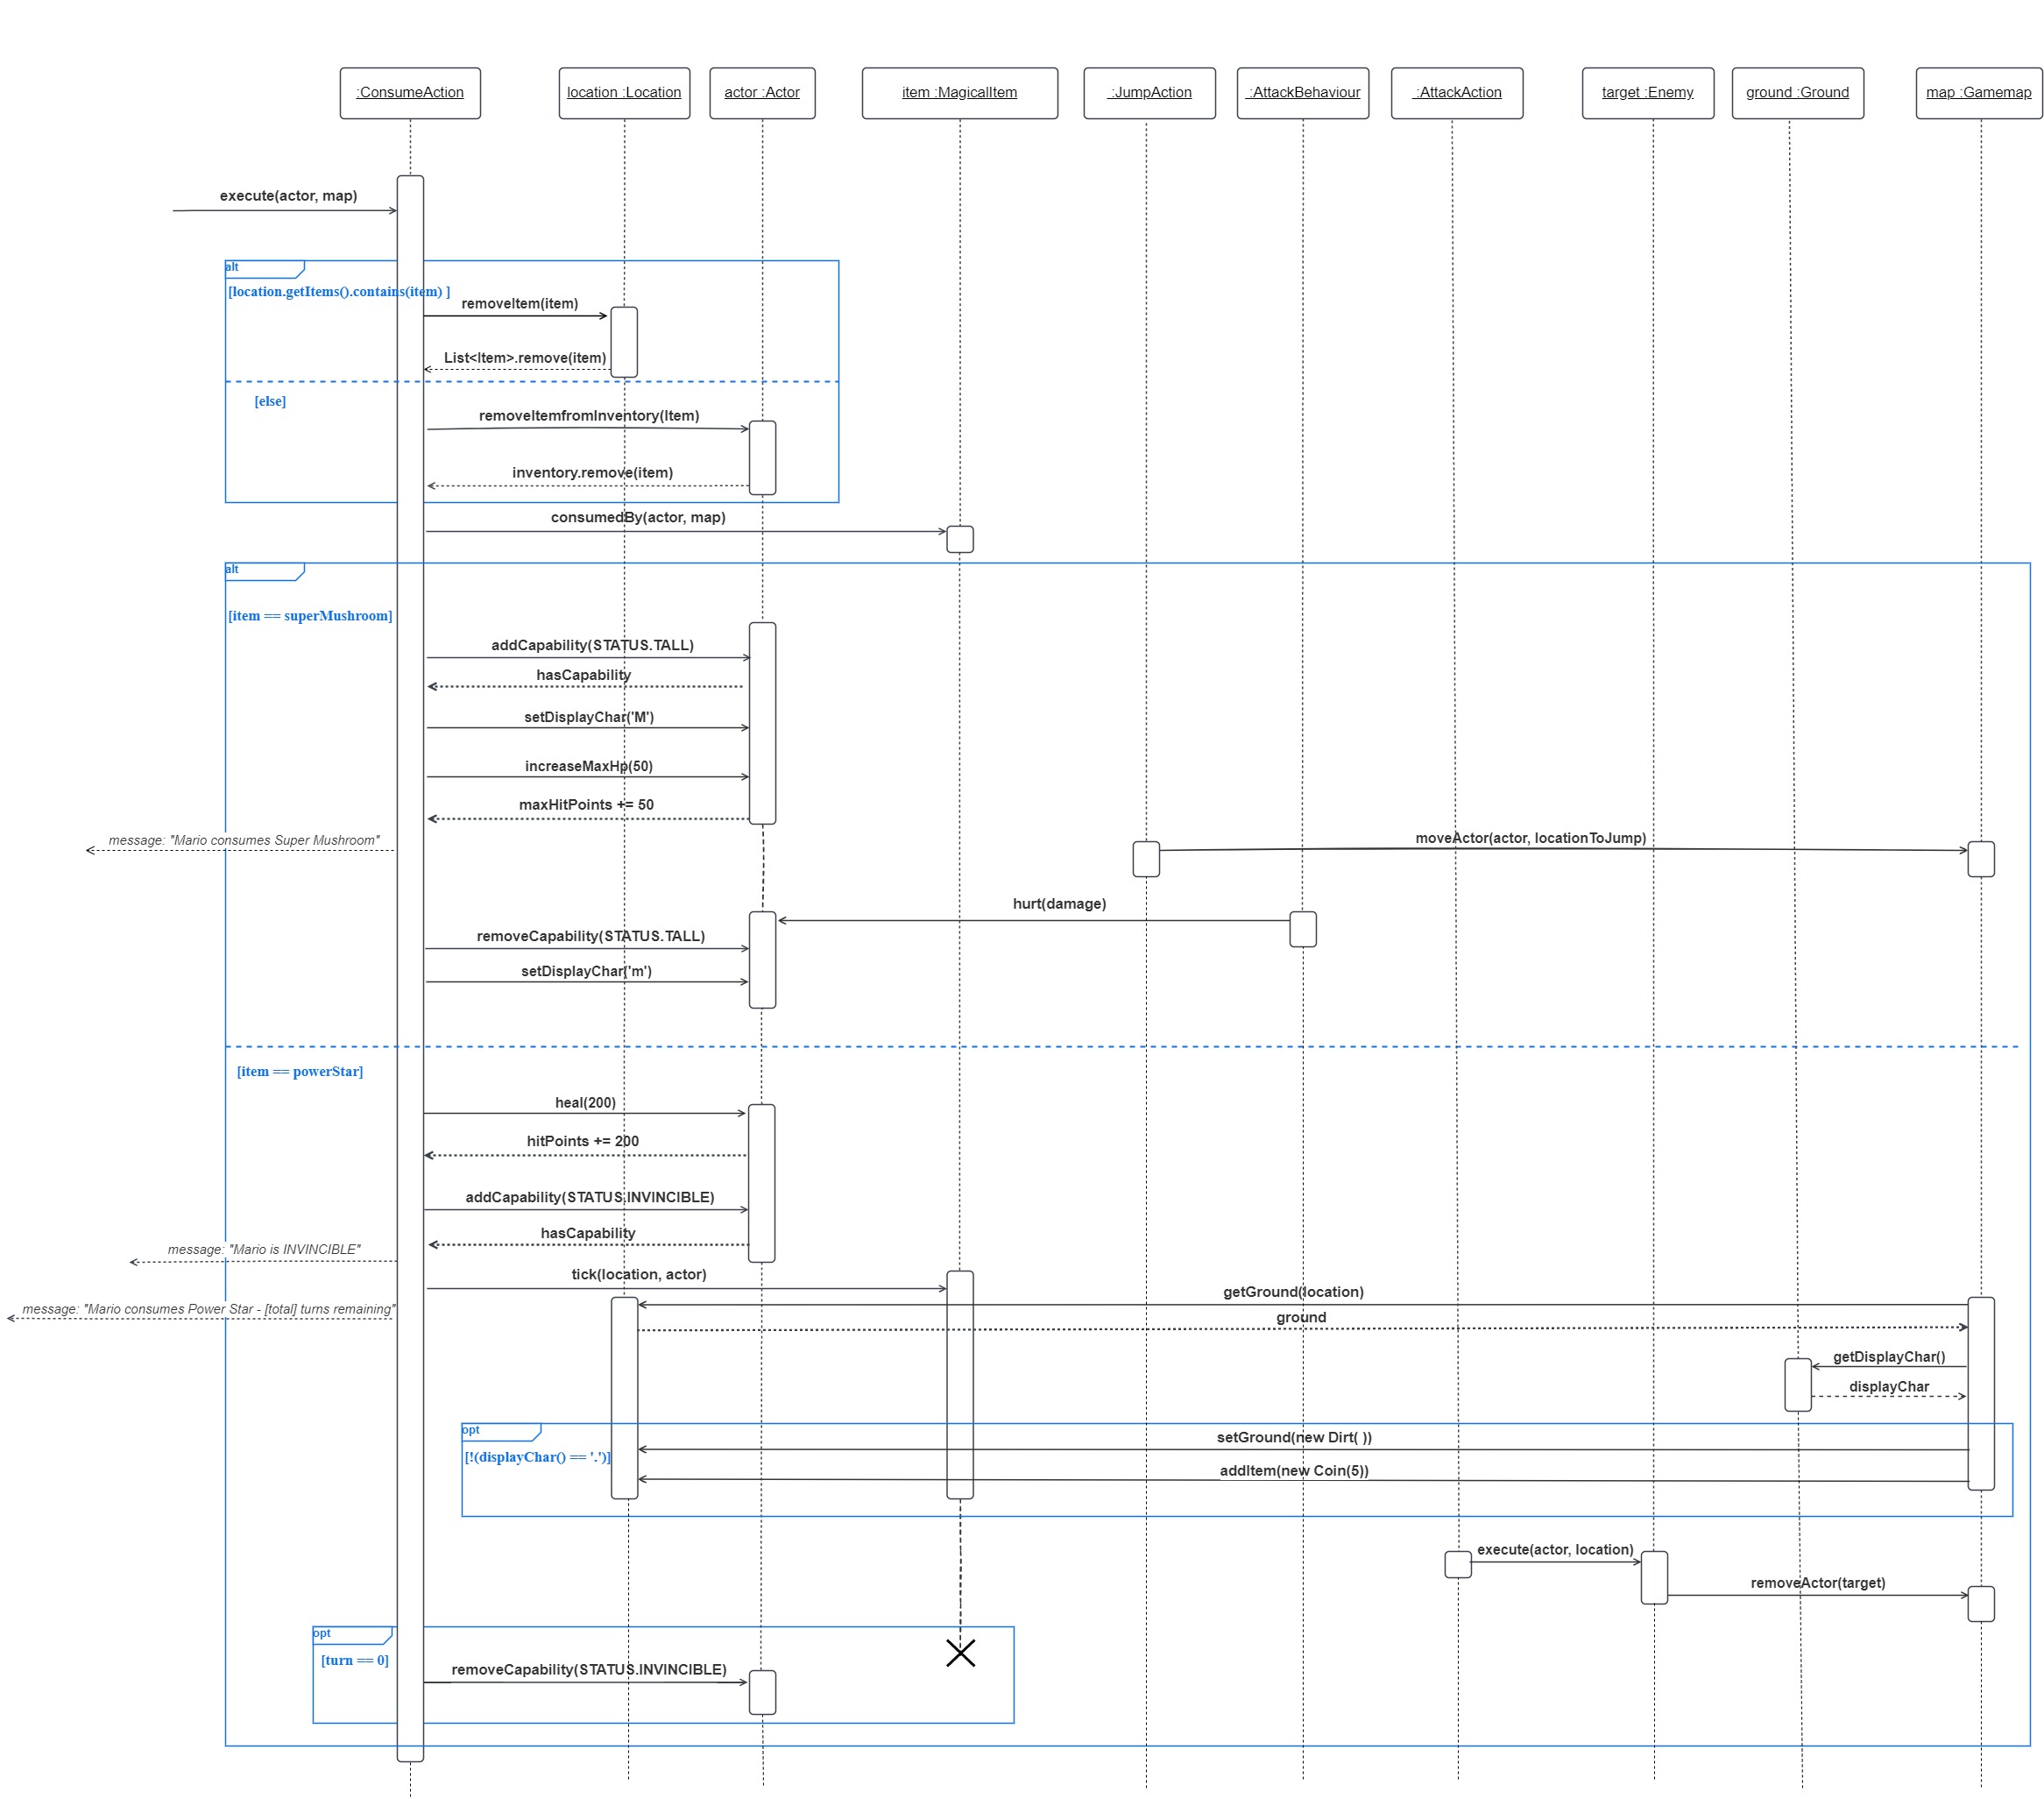 :ConsumeAction
location :Location
actor :Actor
item :MagicalItem
:JumpAction
:AttackBehaviour
:AttackAction
target :Enemy
ground :Ground
map :Gamemap
execute(actor, map)
alt
[location.getItems().contains(item) ]
removeItem(item)
List<Item>.remove(item)
[else]
removeItemfromInventory(Item)
inventory.remove(item)
consumedBy(actor, map)
alt
[item == superMushroom]
addCapability(STATUS.TALL)
hasCapability
setDisplayChar('M')
increaseMaxHp(50)
maxHitPoints += 50
message: "Mario consumes Super Mushroom"
moveActor(actor, locationToJump)
hurt(damage)
removeCapability(STATUS.TALL)
setDisplayChar('m')
[item == powerStar]
heal(200)
hitPoints += 200
addCapability(STATUS.INVINCIBLE)
hasCapability
message: "Mario is INVINCIBLE"
tick(location, actor)
getGround(location)
message: "Mario consumes Power Star - [total] turns remaining"
ground
getDisplayChar()
displayChar
opt
setGround(new Dirt( ))
[!(displayChar() == '.')]
addItem(new Coin(5))
execute(actor, location)
removeActor(target)
opt
[turn == 0]
removeCapability(STATUS.INVINCIBLE)